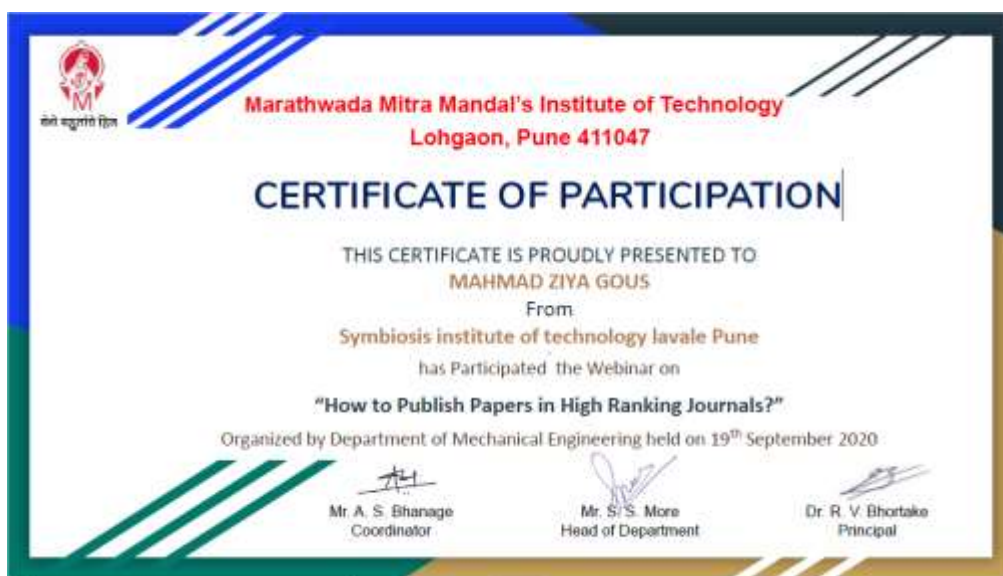 Marathwada Mitra Mandal's Institute of Technology
Lohgaon, Pune 411047
CERTIFICATE OF PARTICIPATION
THIS CERTIFICATE IS PROUDLY PRESENTED TO
MAHMAD ZIYA GOUS
From
Symbiosis institute of technology lavale Pune
has Participated the Webinar on
“How to Publish Papers in High Ranking Journals?”
Organized by Department of Mechanical Engineering held on 19th September 2020
Mr. A. S. Bhanage
Coordinator
Mr. S. S. More
Head of Department
Dr. R. V. Bhortake
Principal